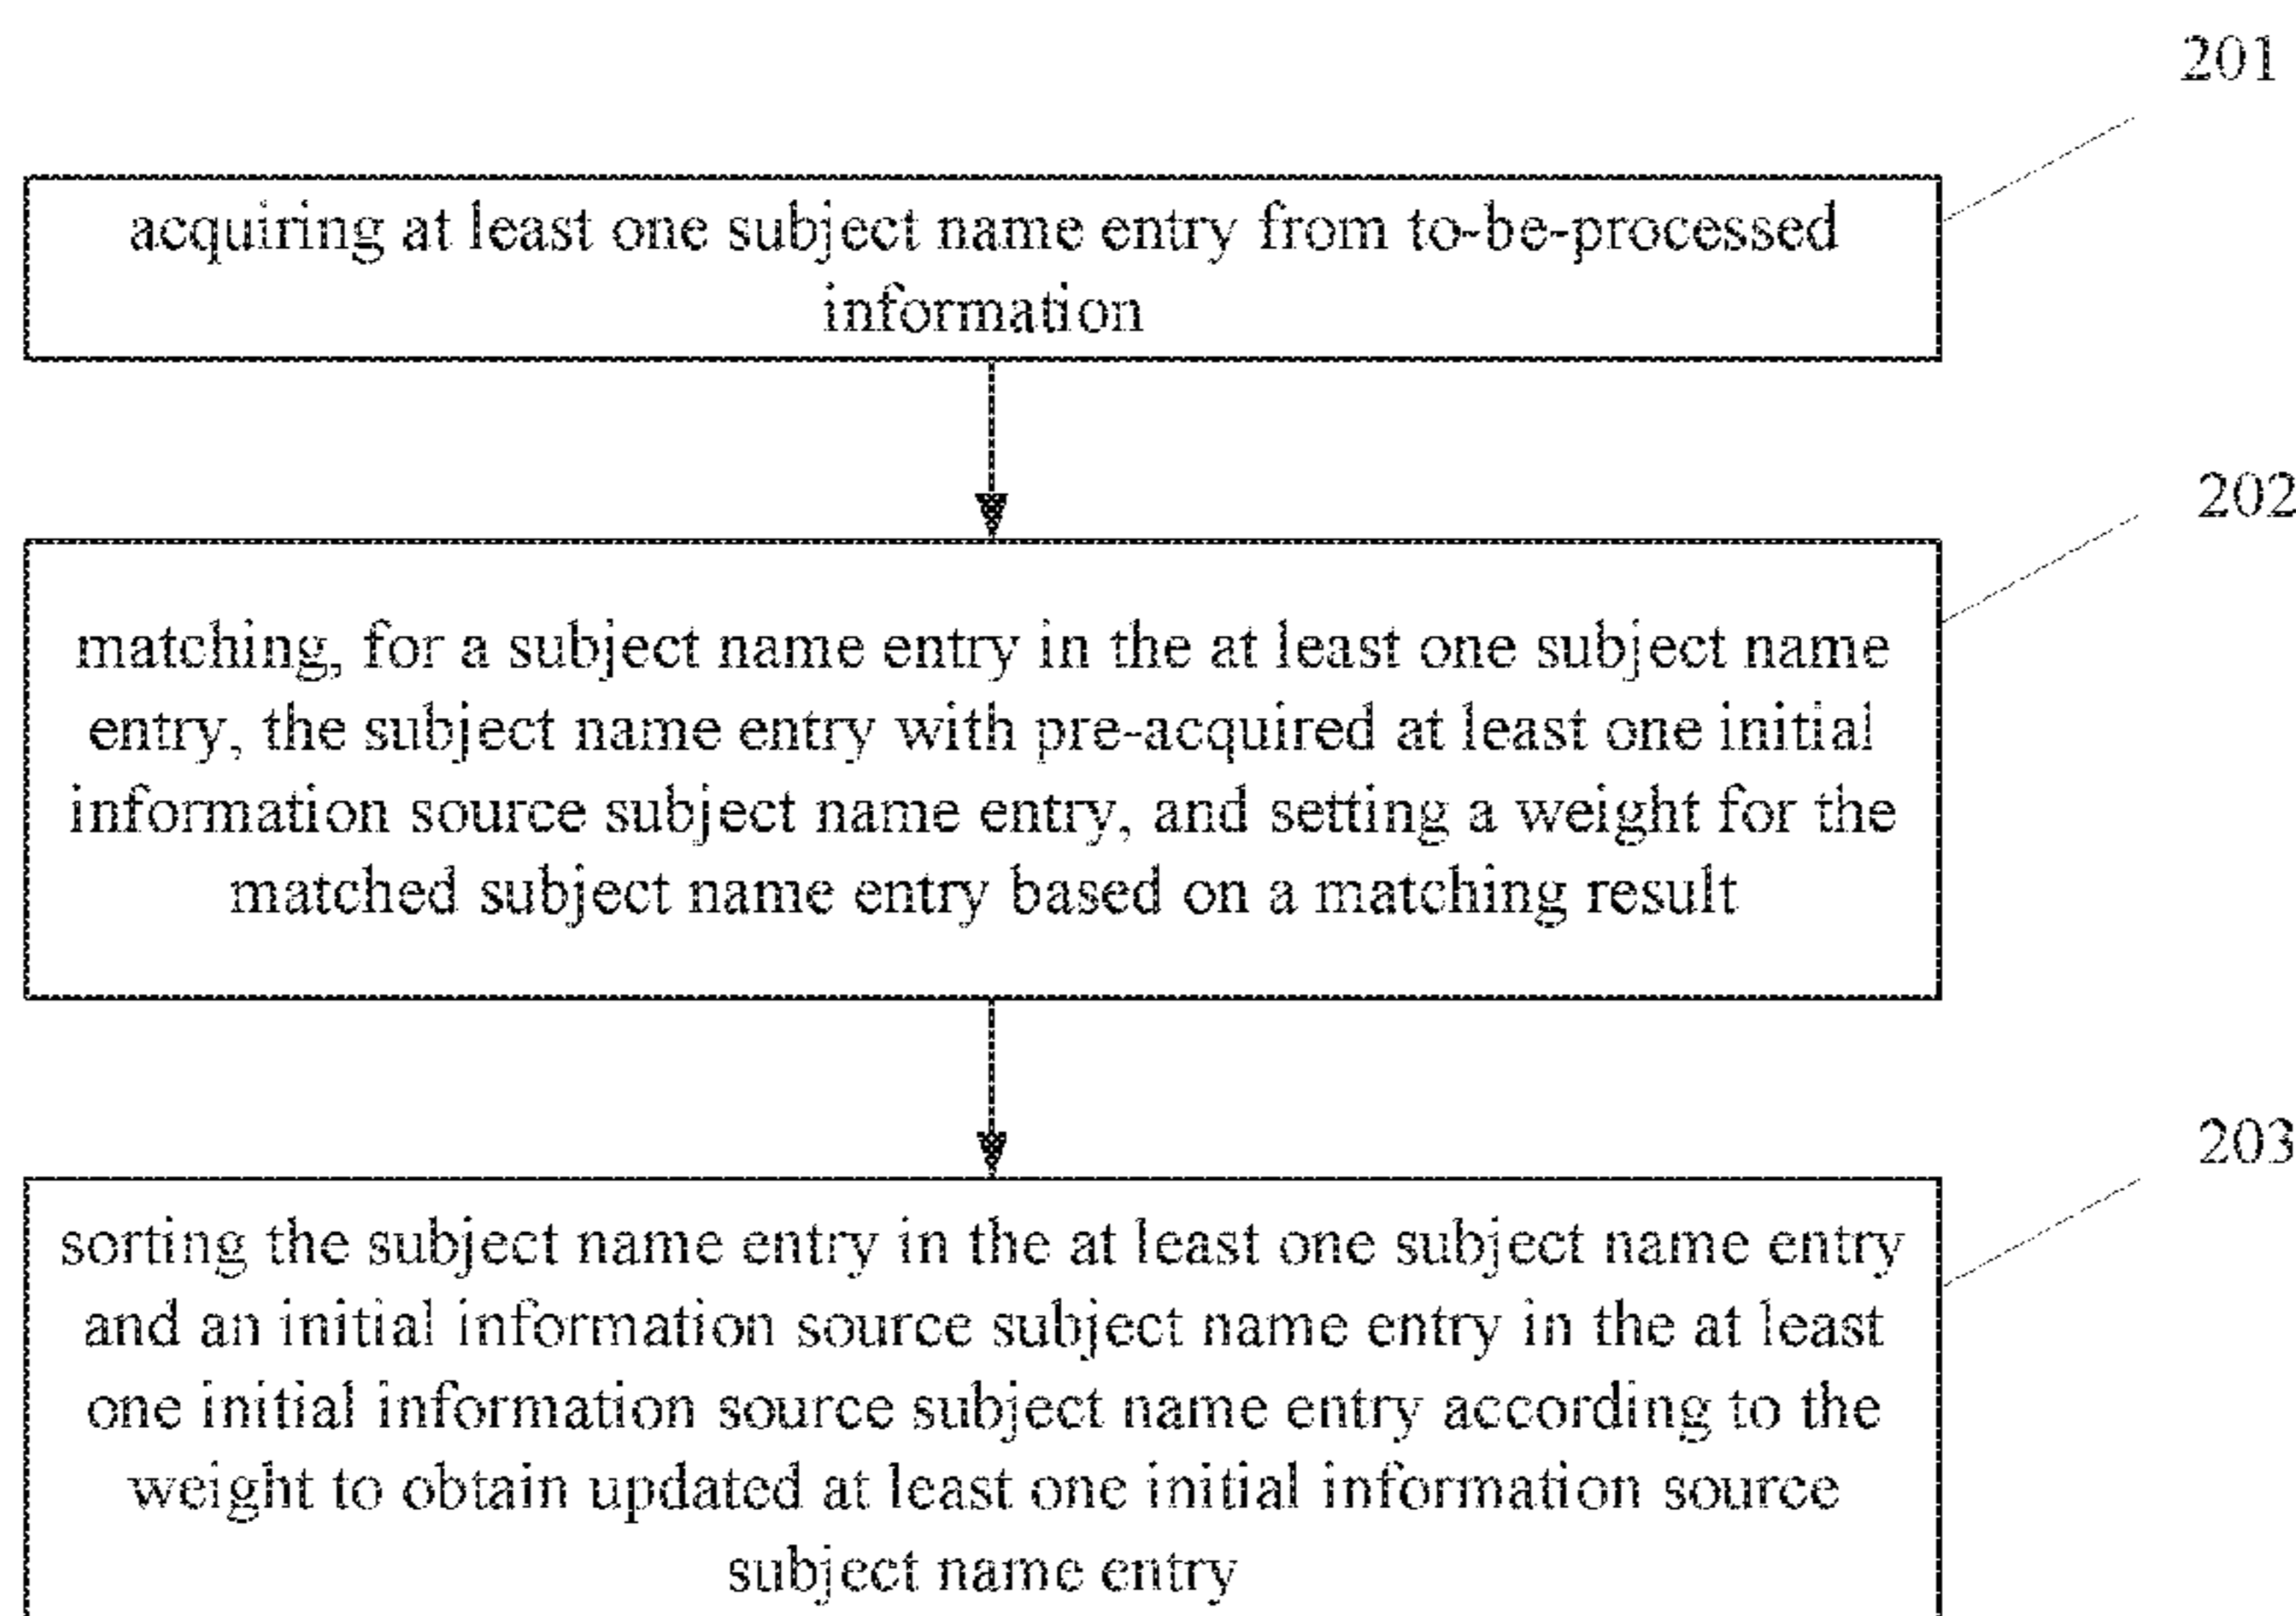 201
acquiring at least one subject name entry from to-be-processed
information
202
matching, for a subject name entry in the at least one subject name
entry, the subject name entry with pre-acquired at least one initial
information source subject name entry, and setting a weight for the
matched subject name entry based on a matching result
203
sorting the subject name entry in the at least one subject name entry
and an initial information source subject name entry in the at least
one initial information source subject name entry according to the
weight to obtain updated at least one initial information source
subject name entry